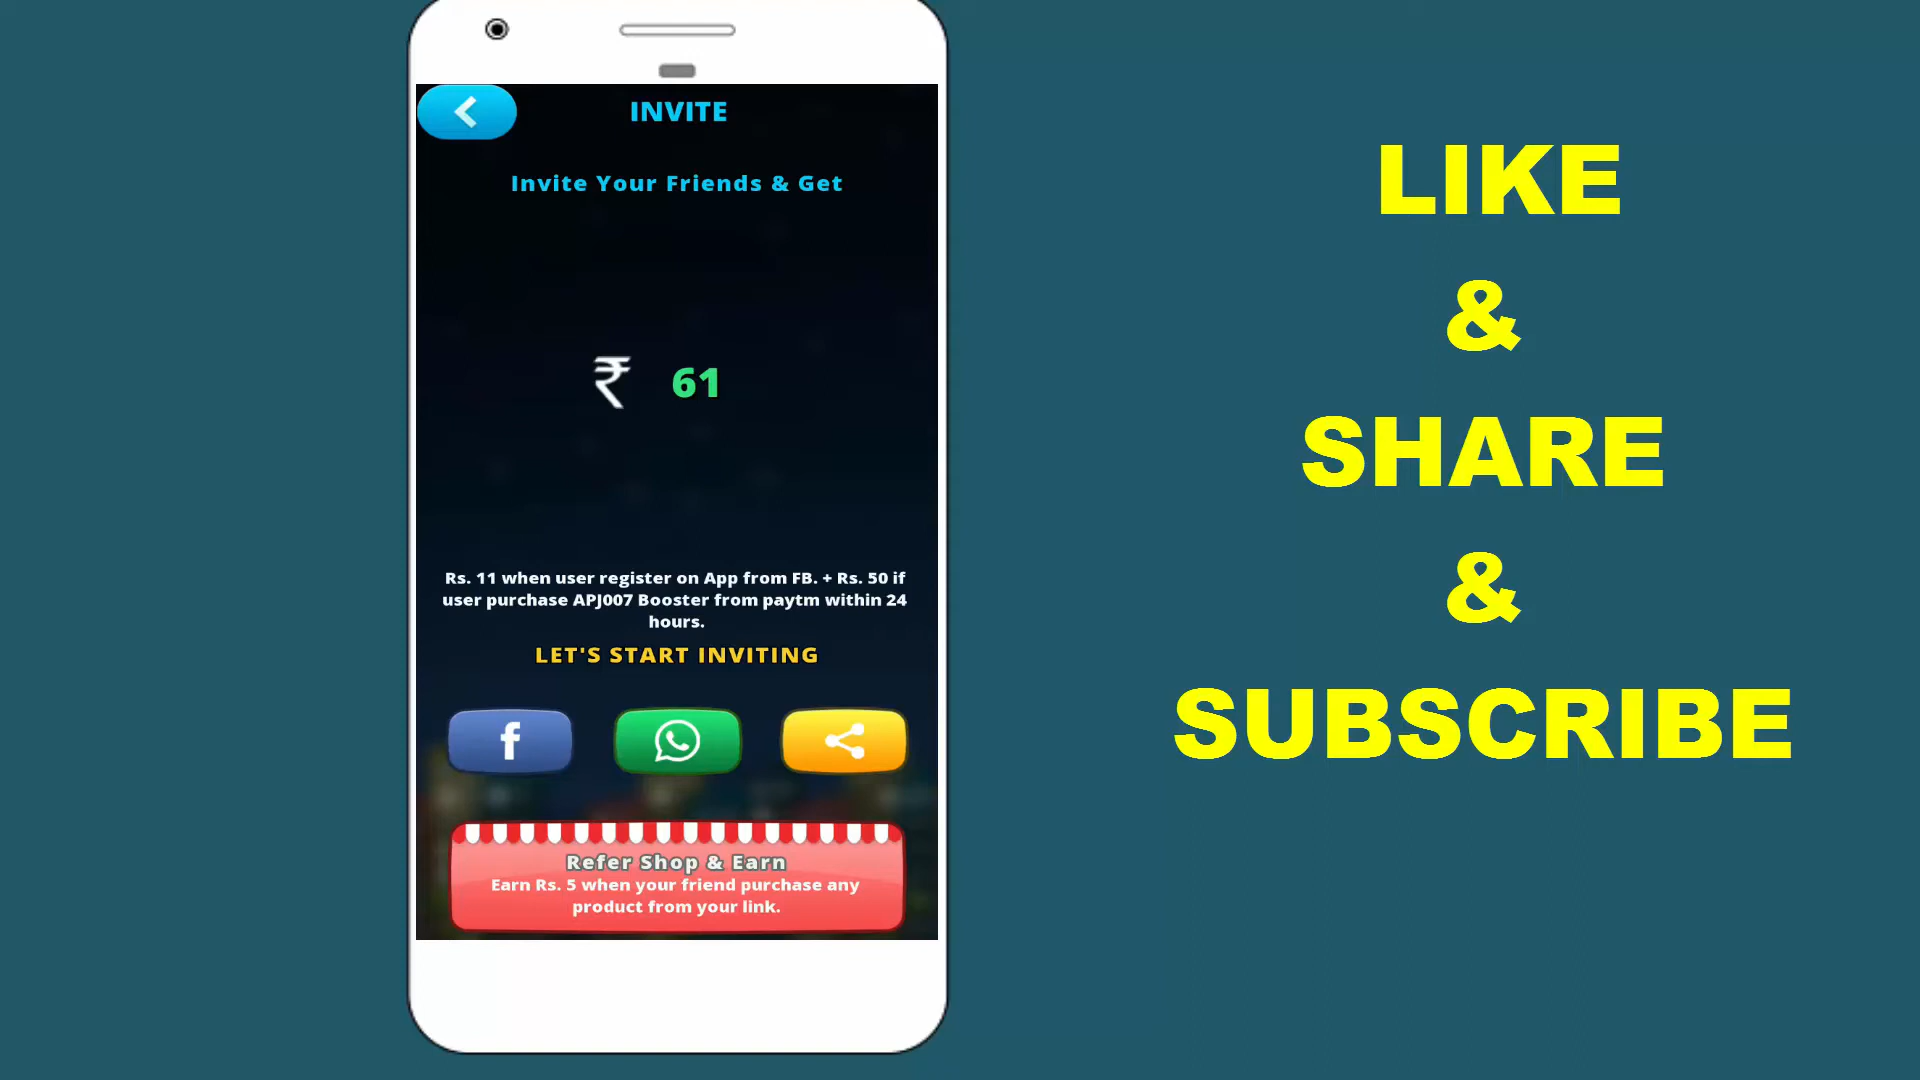 INVITE
Invite Your Friends & Get
₹ 61
Rs. 11 when user register on App from FB. + Rs. 50 if
user purchase APJ007 Booster from paytm within 24
hours.
LET'S START INVITING
f
Refer Shop & Earn
Earn Rs. 5 when your friend purchase any
product from your link.
LIKE
&
SHARE
&
SUBSCRIBE